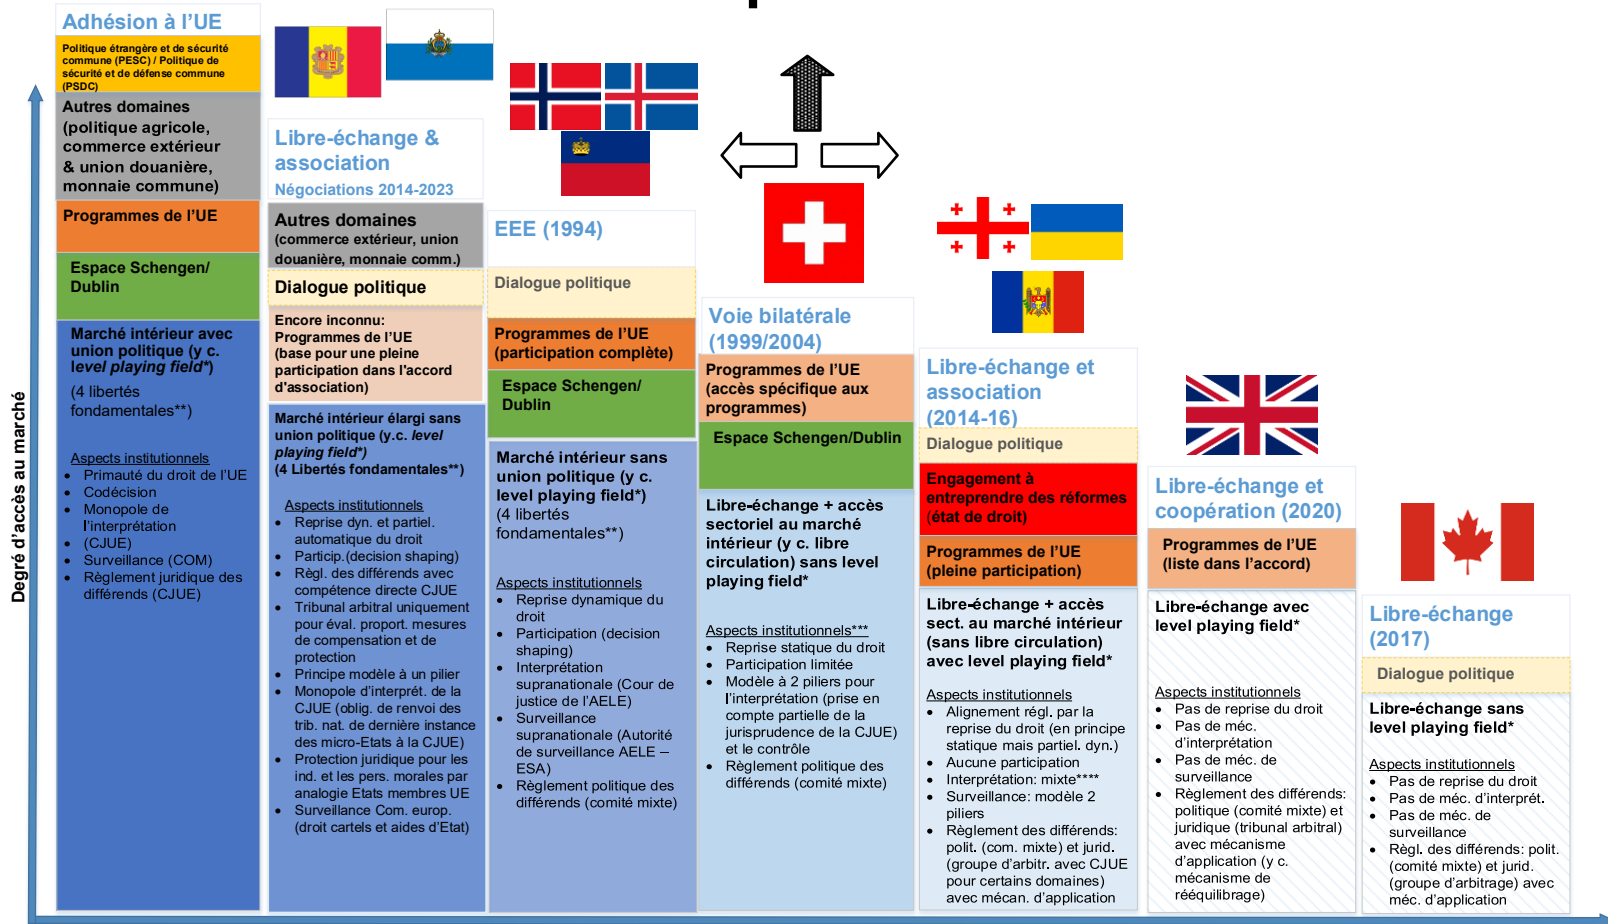 Degré d'accès au marché
Adhésion à l'UE
Politique étrangère et de sécurité
commune (PESC) / Politique de
sécurité et de défense commune
(PSDC)
Autres domaines
(politique agricole,
commerce extérieur
& union douanière,
monnaie commune)
Programmes de l'UE
Espace Schengen/
Dublin
Marché intérieur avec
union politique (y c.
level playing field*)
(4 libertés
fondamentales**)
Aspects institutionnels
• Primauté du droit de l'UE
• Codécision
• Monopole de
l'interprétation
• (CJUE)
• Surveillance (COM)
• Règlement juridique des
différends (CJUE)
Libre-échange &
association
Négociations 2014-2023
Autres domaines
(commerce extérieur, union
douanière, monnaie comm.)
Dialogue politique
Encore inconnu:
Programmes de l'UE
(base pour une pleine
participation dans l'accord
d'association)
Marché intérieur élargi sans
union politique (y.c. level
playing field*)
(4 Libertés fondamentales**)
Aspects institutionnels
• Reprise dyn. et partiel.
automatique du droit
• Particip.(decision shaping)
• Règl. des différends avec
compétence directe CJUE
• Tribunal arbitral uniquement
pour éval. proport. mesures
de compensation et de
protection
• Principe modèle à un pilier
• Monopole d'interprét. de la
CJUE (oblig. de renvoi des
trib. nat. de dernière instance
des micro-Etats à la CJUE)
• Protection juridique pour les
ind. et les pers. morales par
analogie Etats membres UE
• Surveillance Com. europ.
(droit cartels et aides d'Etat)
EEE (1994)
Dialogue politique
Programmes de l'UE
(participation complète)
Espace Schengen/
Dublin
Marché intérieur sans
union politique (y c.
level playing field*)
(4 libertés
fondamentales**)
Aspects institutionnels
• Reprise dynamique du
droit
• Participation (decision
shaping)
• Interprétation
supranationale (Cour de
justice de l'AELE)
• Surveillance
supranationale (Autorité
de surveillance AELE –
ESA)
• Règlement politique des
différends (comité mixte)
Voie bilatérale
(1999/2004)
Programmes de l'UE
(accès spécifique aux
programmes)
Espace Schengen/Dublin
Libre-échange + accès
sectoriel au marché
intérieur (y c. libre
circulation) sans level
playing field*
Aspects institutionnels***
• Reprise statique du droit
• Participation limitée
• Modèle à 2 piliers pour
l'interprétation (prise en
compte partielle de la
jurisprudence de la CJUE)
et le contrôle
• Règlement politique des
différends (comité mixte)
Libre-échange et
association
(2014-16)
Dialogue politique
Engagement à
entreprendre des réformes
(état de droit)
Programmes de l'UE
(pleine participation)
Libre-échange + accès
sect. au marché intérieur
(sans libre circulation)
avec level playing field*
Aspects institutionnels
• Alignement régl. par la
reprise du droit (en principe
statique mais partiel. dyn.)
• Aucune participation
• Interprétation: mixte****
• Surveillance: modèle 2
piliers
• Règlement des différends:
polit. (com. mixte) et jurid.
(groupe d'arbitr. avec CJUE
pour certains domaines)
avec mécan. d'application
Libre-échange et
coopération (2020)
Programmes de l'UE
(liste dans l'accord)
Libre-échange avec
level playing field*
Aspects institutionnels
• Pas de reprise du droit
• Pas de méc.
d'interprétation
• Pas de méc. de
surveillance
• Règlement des différends:
politique (comité mixte) et
juridique (tribunal arbitral)
avec mécanisme
d'application (y c.
mécanisme de
rééquilibrage)
Libre-échange
(2017)
Dialogue politique
Libre-échange sans
level playing field*
Aspects institutionnels
• Pas de reprise du droit
• Pas de méc. d'interprét.
• Pas de méc. de
surveillance
• Règl. des différends: polit.
(comité mixte) et jurid.
(groupe d'arbitrage) avec
méc. d'application